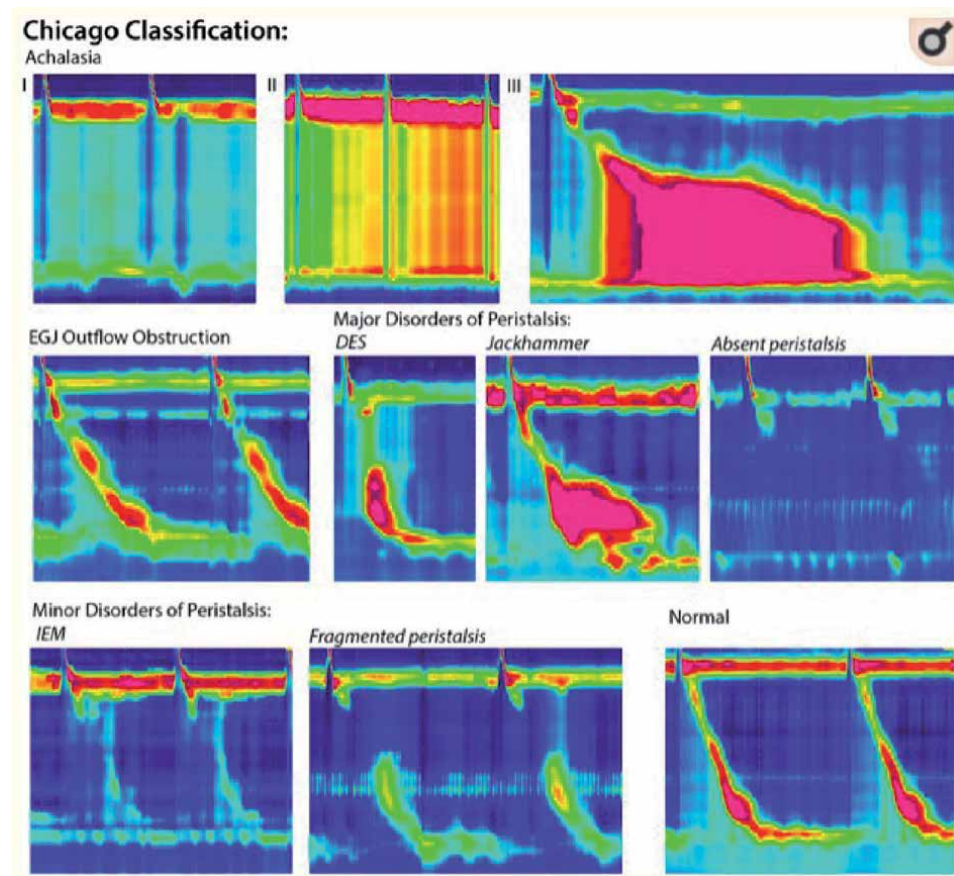 Chicago Classification:
Achalasia
I
II
III
EGJ Outflow Obstruction
Major Disorders of Peristalsis:
DES
Jackhammer
Absent peristalsis
Minor Disorders of Peristalsis:
IEM
Fragmented peristalsis
Normal